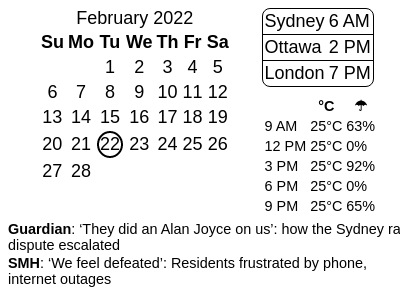 February 2022
Su Mo Tu We Th Fr Sa
1 2 3 4 5
6 7 8 9 10 11 12
13 14 15 16 17 18 19
20 21 22 23 24 25 26
27 28
Sydney 6 AM
Ottawa 2 PM
London 7 PM
°C ☂
9 AM 25°C 63%
12 PM 25°C 0%
3 PM 25°C 92%
6 PM 25°C 0%
9 PM 25°C 65%
Guardian: ‘They did an Alan Joyce on us’: how the Sydney ra
dispute escalated
SMH: ‘We feel defeated’: Residents frustrated by phone,
internet outages